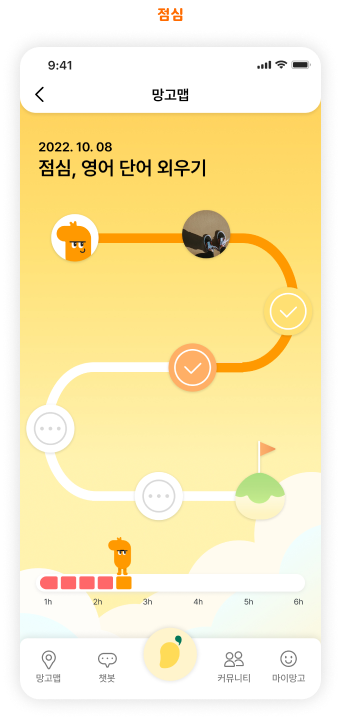 점심
9:41
망고맵
2022. 10. 08
점심, 영어 단어 외우기
1h 2h 3h 4h 5h 6h
망고맵 챗봇 커뮤니티 마이망고